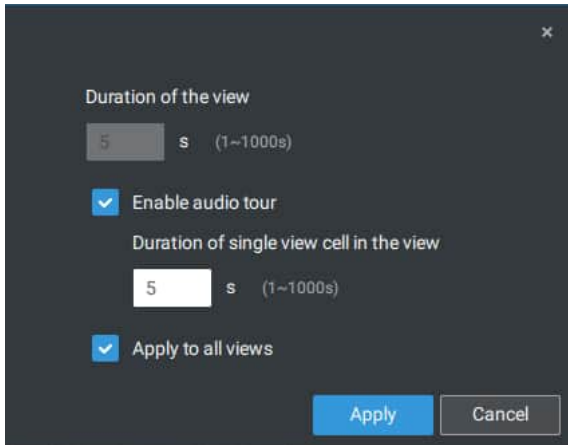 ×
Duration of the view
5 s (1~1000s)
Enable audio tour
Duration of single view cell in the view
5 s (1~1000s)
Apply to all views
Apply Cancel